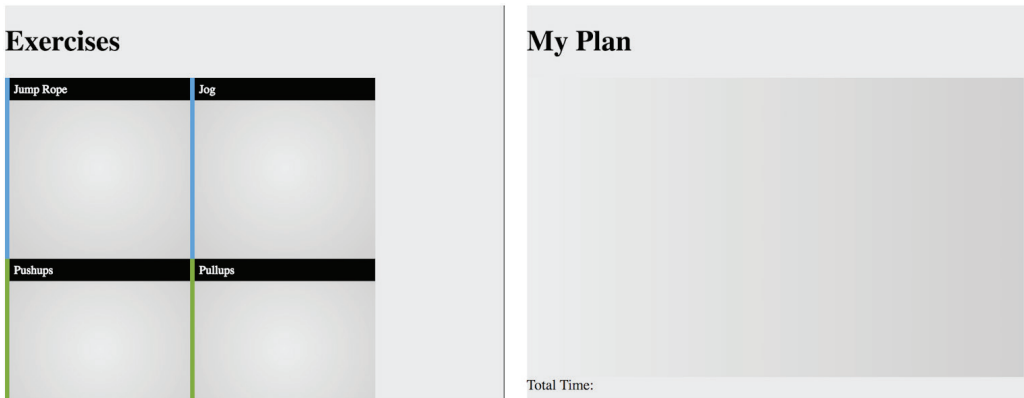 Exercises
Jump Rope
Jog
Pushups
Pullups
My Plan
Total Time: